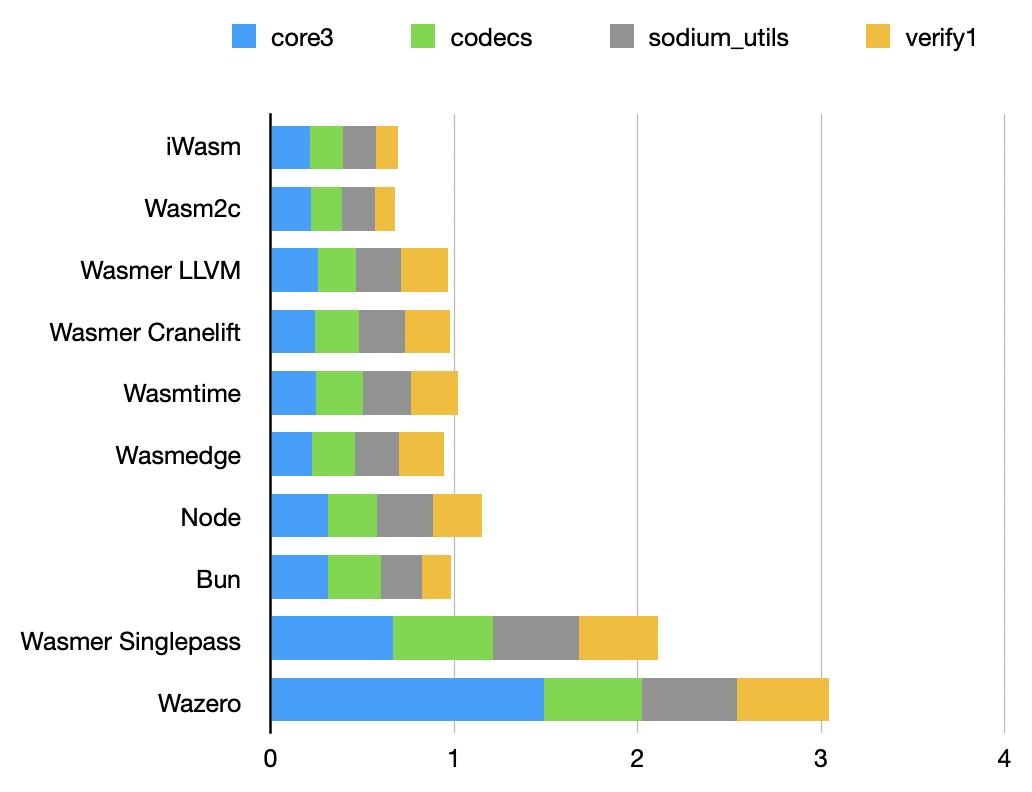 core3 codecs sodium_utils verify1
iWasm
Wasm2c
Wasmer LLVM
Wasmer Cranelift
Wasmtime
Wasmedge
Node
Bun
Wasmer Singlepass
Wazero
0 1 2 3 4